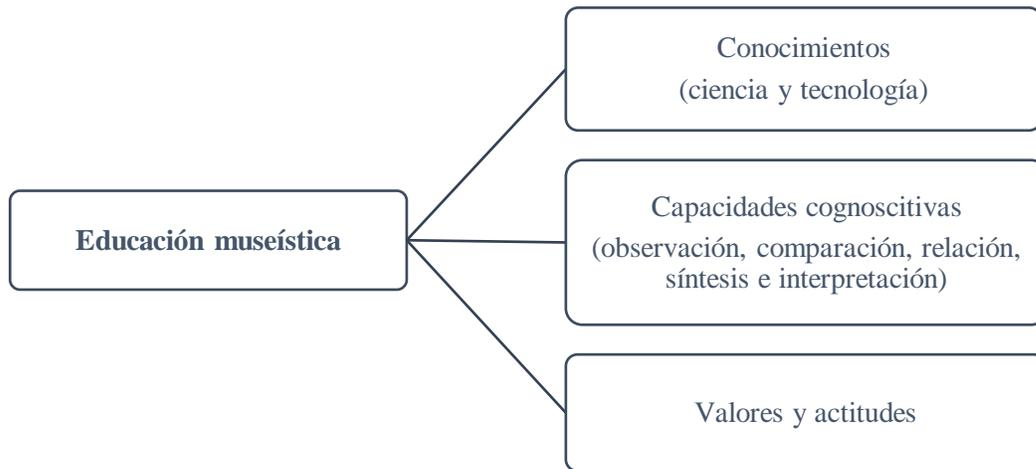 Conocimientos
(ciencia y tecnología)
Educación museística
Capacidades cognoscitivas
(observación, comparación, relación,
síntesis e interpretación)
Valores y actitudes